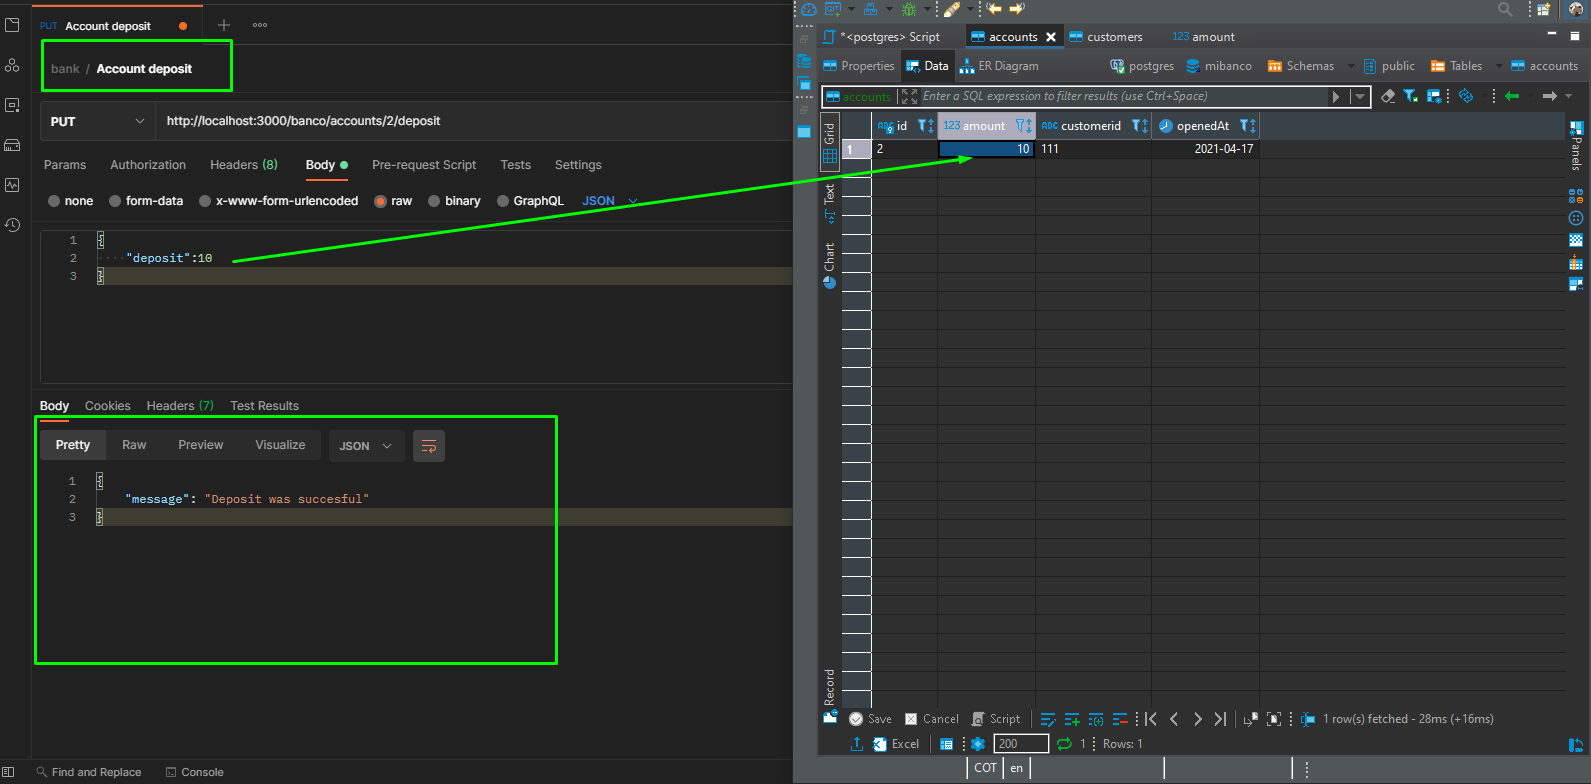 PUT Account deposit
bank / Account deposit
PUT http://localhost:3000/banco/accounts/2/deposit
Params Authorization Headers (8) Body Pre-request Script Tests Settings
none form-data x-www-form-urlencoded raw binary GraphQL JSON
1 {
2 "deposit":10
3 }
Body Cookies Headers (7) Test Results
Pretty Raw Preview Visualize JSON
1 {
2 "message": "Deposit was succesful"
3 }
Find and Replace Console
*<postgres> Script accounts customers 123 amount
Properties Data ER Diagram postgres mibanco Schemas public Tables accounts
accounts Enter a SQL expression to filter results (use Ctrl+Space)
Grid
Text
Chart
Record
Panels
ABC id 123 amount ABC customerid openedAt
1 2 10 111 2021-04-17
Save Cancel Script 1 row(s) fetched - 28ms (+16ms)
Excel 200 1 Rows: 1
COT en